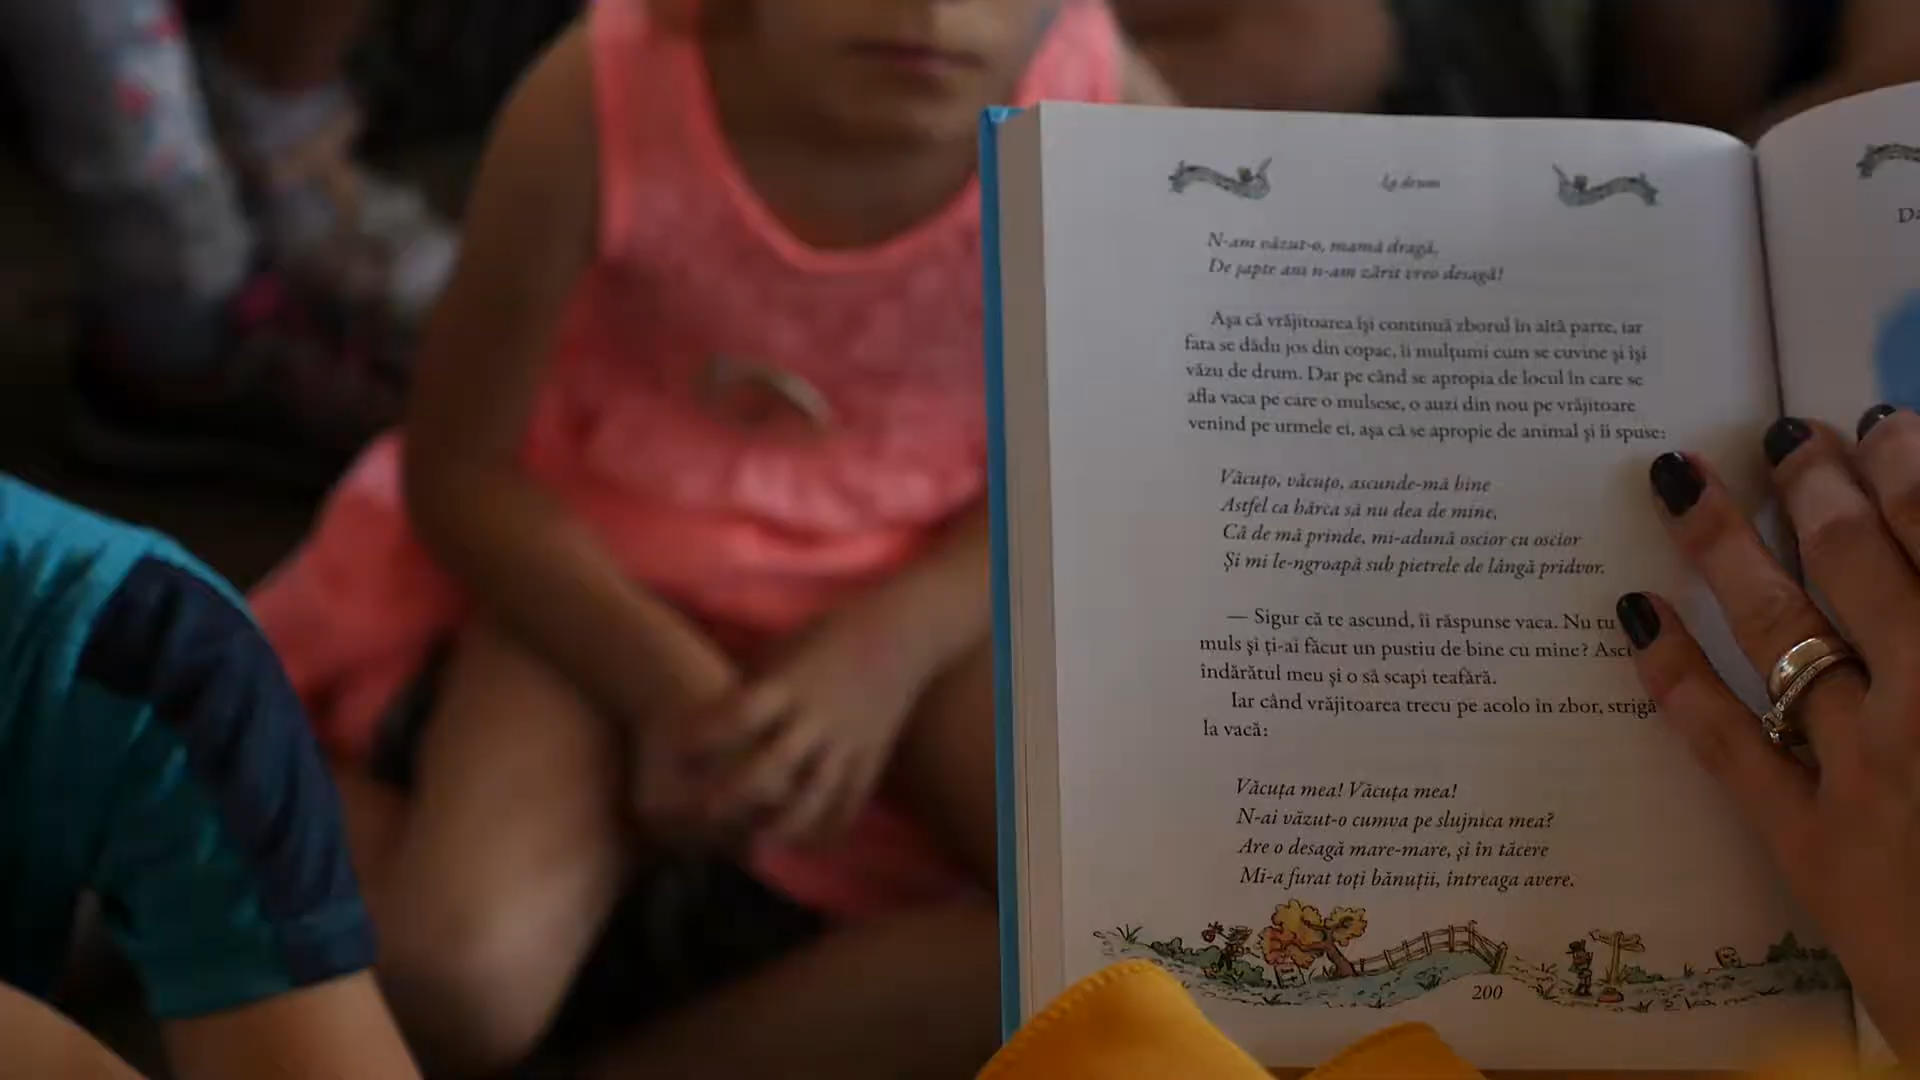 La drum
N-am văzut-o, mamă dragă,
De șapte ani n-am zărit vreo desagă!
Așa că vrăjitoarea își continuă zborul în altă parte, iar
fata se dădu jos din copac, îi mulțumi cum se cuvine și își
văzu de drum. Dar pe când se apropia de locul în care se
afla vaca pe care o mulsese, o auzi din nou pe vrăjitoare
venind pe urmele ei, așa că se apropie de animal și îi spuse:
Văcuțo, văcuțo, ascunde-mă bine
Astfel ca hârca să nu dea de mine,
Că de mă prinde, mi-adună oscior cu oscior
Și mi le-ngroapă sub pietrele de lângă pridvor.
— Sigur că te ascund, îi răspunse vaca. Nu tu
muls și ți-ai făcut un pustiu de bine cu mine?
îndărătul meu și o să scapi teafără.
Iar când vrăjitoarea trecu pe acolo în zbor, strigă
la vacă:
Văcuța mea! Văcuța mea!
N-ai văzut-o cumva pe slujnica mea?
Are o desagă mare-mare, și în tăcere
Mi-a furat toți bănuții, întreaga avere.
200